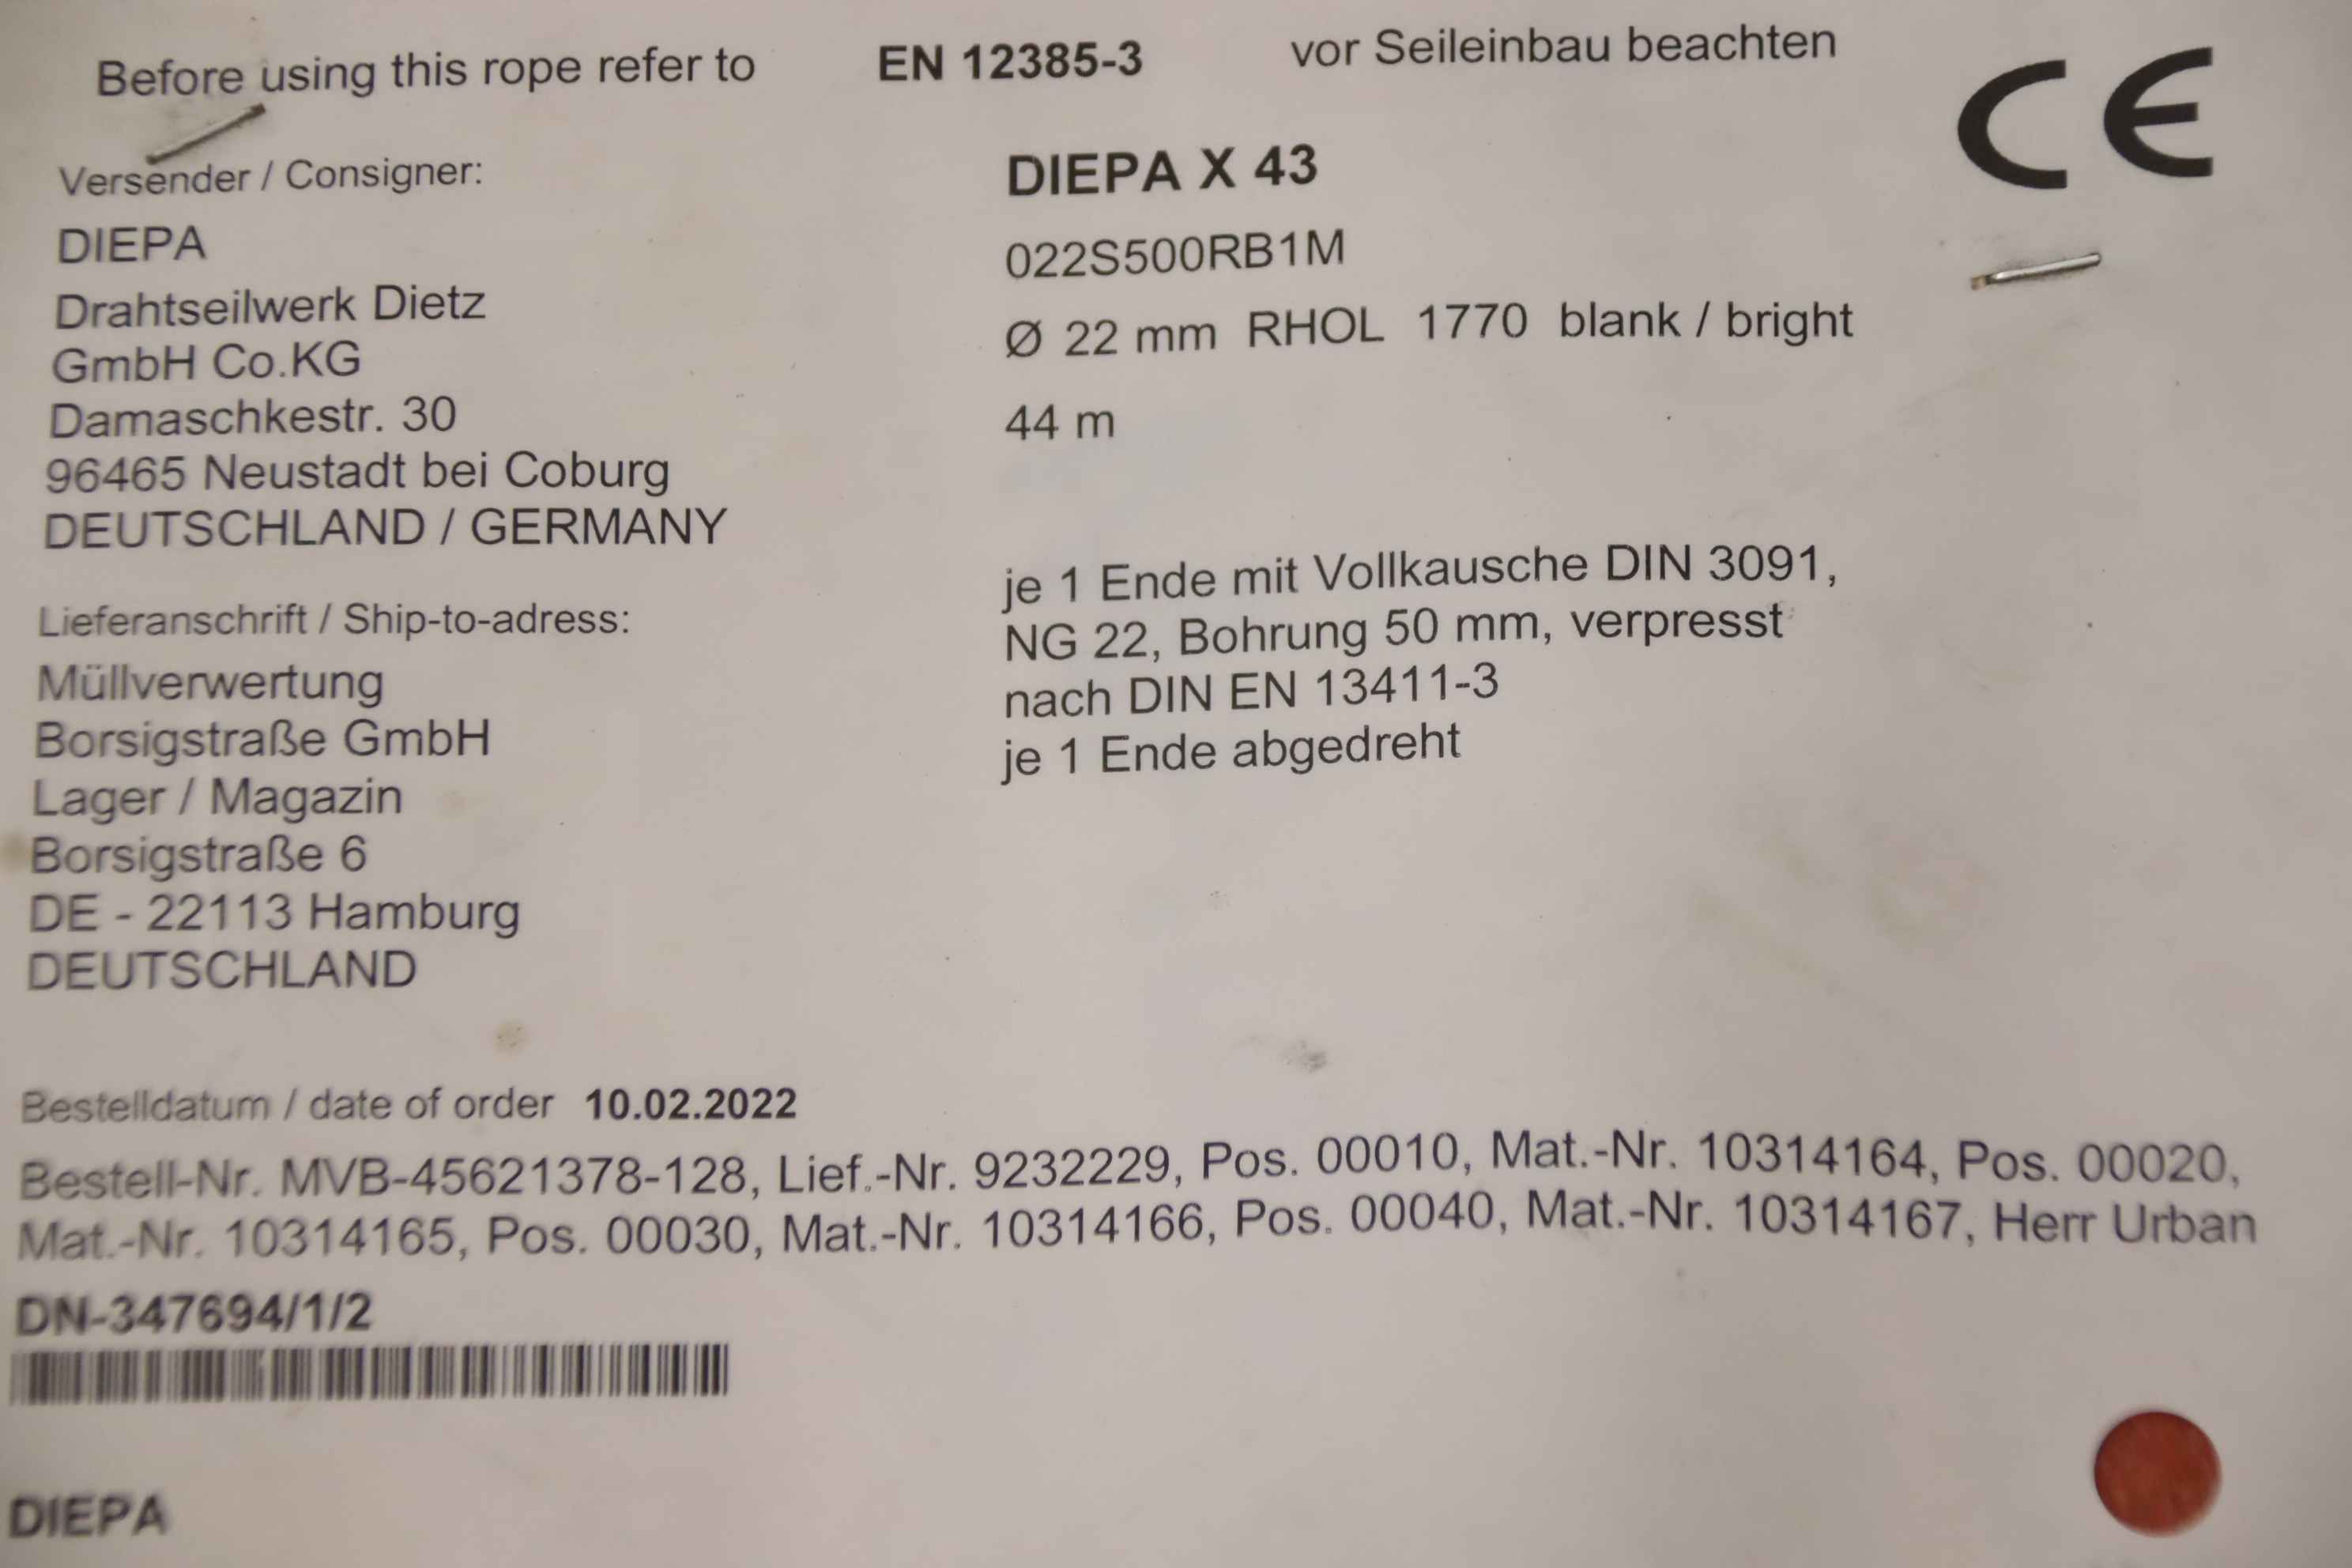 Before using this rope refer to EN 12385-3 vor Seileinbau beachten
CE
Versender / Consigner:
DIEPA
Drahtseilwerk Dietz
GmbH Co.KG
Damaschkestr. 30
96465 Neustadt bei Coburg
DEUTSCHLAND / GERMANY
Lieferanschrift / Ship-to-adress:
Müllverwertung
Borsigstraße GmbH
Lager / Magazin
Borsigstraße 6
DE - 22113 Hamburg
DEUTSCHLAND
DIEPA X 43
022S500RB1M
Ø 22 mm RHOL 1770 blank / bright
44 m
je 1 Ende mit Vollkausche DIN 3091,
NG 22, Bohrung 50 mm, verpresst
nach DIN EN 13411-3
je 1 Ende abgedreht
Bestelldatum / date of order 10.02.2022
Bestell-Nr. MVB-45621378-128, Lief.-Nr. 9232229, Pos. 00010, Mat.-Nr. 10314164, Pos. 00020,
Mat.-Nr. 10314165, Pos. 00030, Mat.-Nr. 10314166, Pos. 00040, Mat.-Nr. 10314167, Herr Urban
DN-347694/1/2
DIEPA